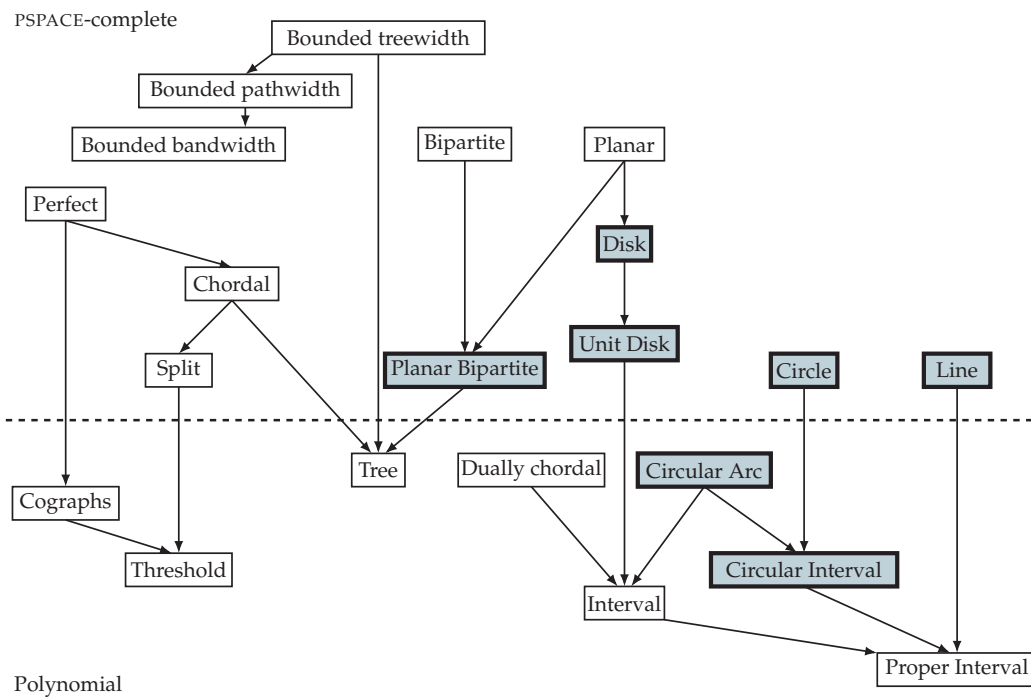 PSPACE-complete
Bounded treewidth
Bounded pathwidth
Bounded bandwidth
Bipartite
Planar
Perfect
Disk
Chordal
Unit Disk
Split
Planar Bipartite
Circle
Line
Tree
Dually chordal
Circular Arc
Cographs
Threshold
Circular Interval
Interval
Proper Interval
Polynomial